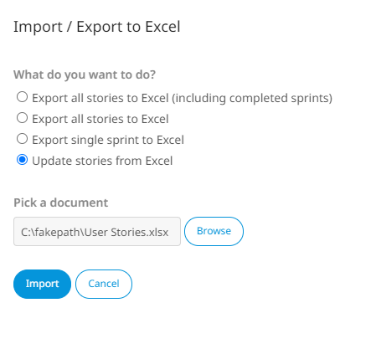 Import / Export to Excel
What do you want to do?
Export all stories to Excel (including completed sprints)
Export all stories to Excel
Export single sprint to Excel
Update stories from Excel
Pick a document
C:\fakepath\User Stories.xlsx Browse
Import Cancel